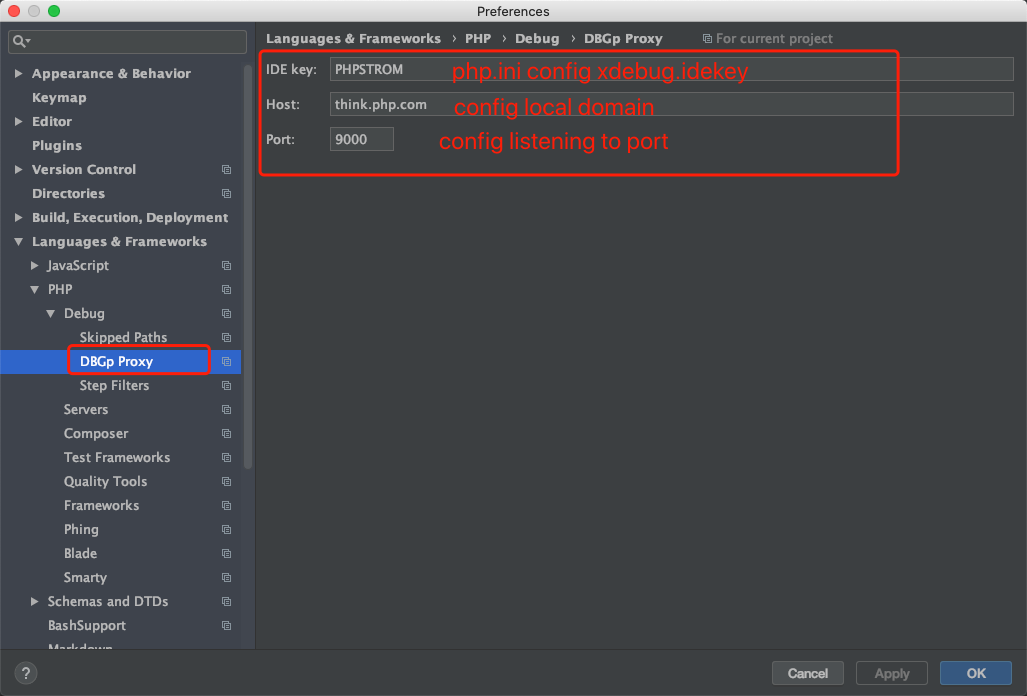 Preferences
Languages & Frameworks › PHP › Debug › DBGp Proxy For current project
Appearance & Behavior
Keymap
Editor
Plugins
Version Control
Directories
Build, Execution, Deployment
Languages & Frameworks
JavaScript
PHP
Debug
Skipped Paths
DBGp Proxy
Step Filters
Servers
Composer
Test Frameworks
Quality Tools
Frameworks
Phing
Blade
Smarty
Schemas and DTDs
BashSupport
Markdown
IDE key: PHPSTROM php.ini config xdebug.idekey
Host: think.php.com config local domain
Port: 9000 config listening to port
?
Cancel
Apply
OK